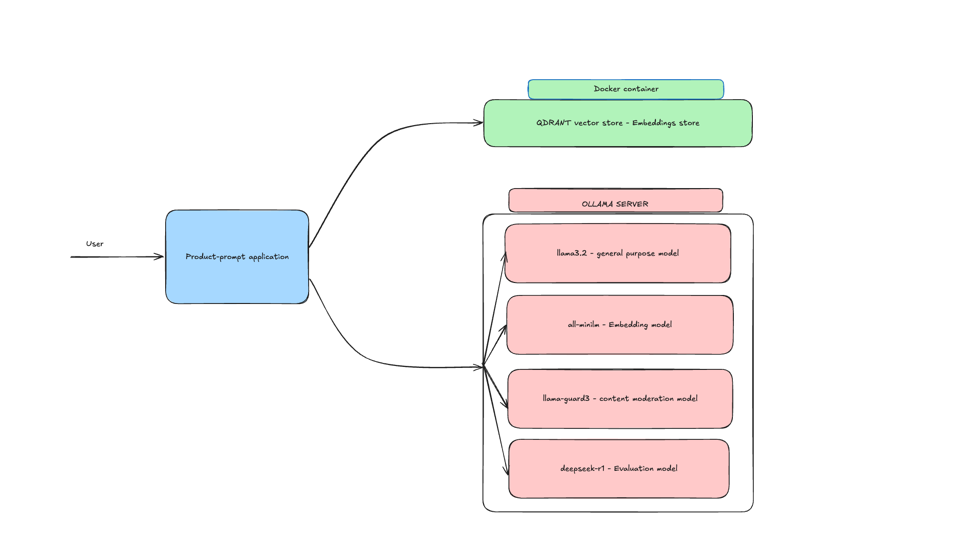 Docker container
QDRANT vector store - Embeddings store
OLLAMA SERVER
User
Product-prompt application
llama3.2 - general purpose model
all-minilm - Embedding model
llama-guard3 - content moderation model
deepseek-r1 - Evaluation model